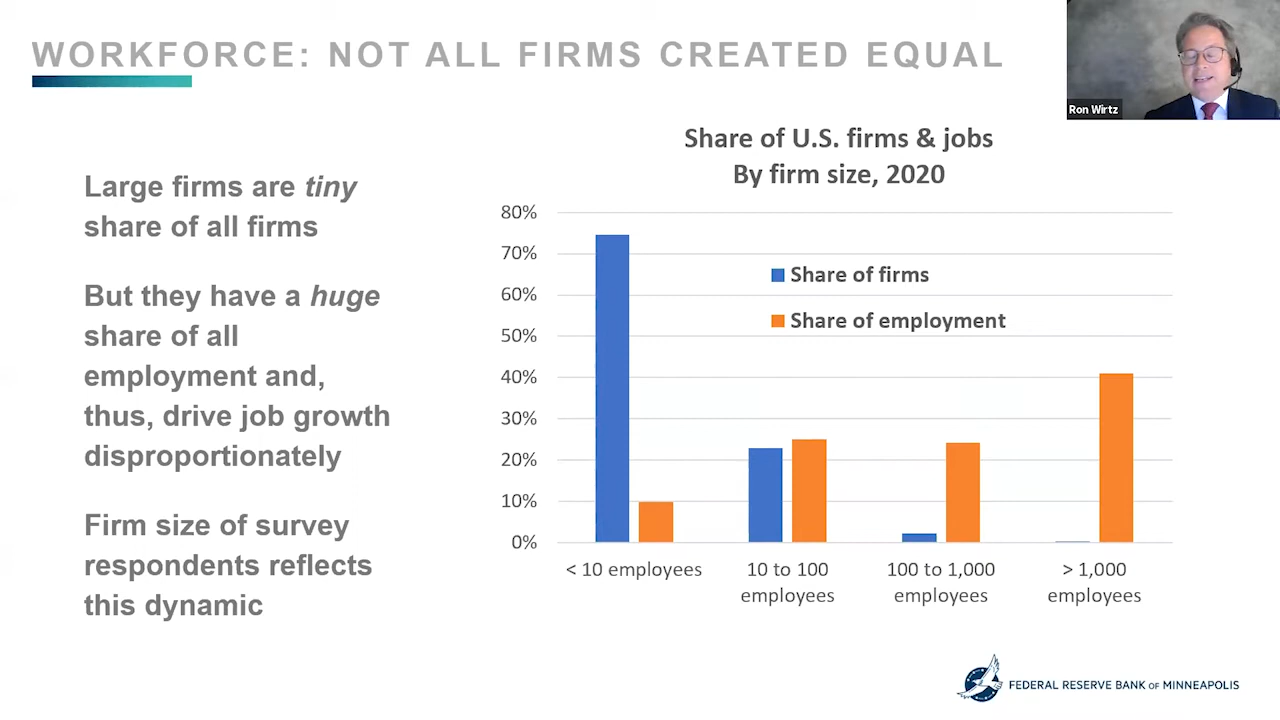 WORKFORCE: NOT ALL FIRMS CREATED EQUAL
Ron Wirtz
Large firms are tiny
share of all firms
But they have a huge
share of all
employment and,
thus, drive job growth
disproportionately
Firm size of survey
respondents reflects
this dynamic
Share of U.S. firms & jobs
By firm size, 2020
80%
70%
60%
50%
40%
30%
20%
10%
0%
Share of firms
Share of employment
< 10 employees
10 to 100
employees
100 to 1,000
employees
> 1,000
employees
FEDERAL RESERVE BANK OF MINNEAPOLIS